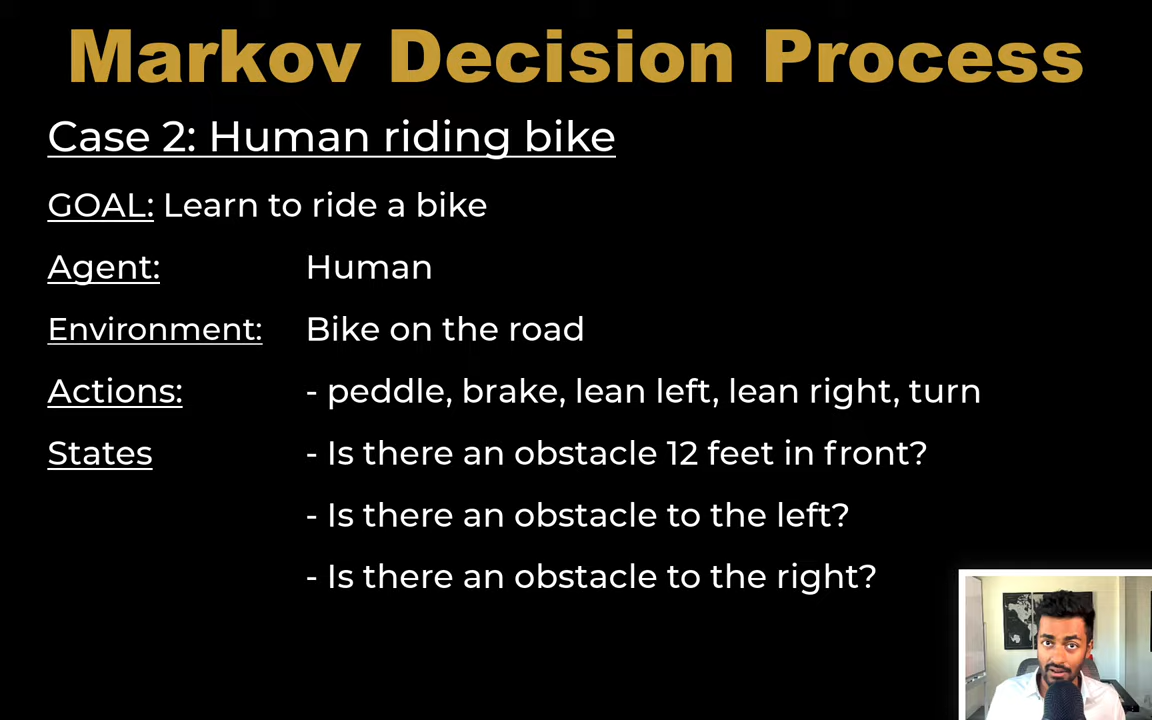 Markov Decision Process
Case 2: Human riding bike
GOAL: Learn to ride a bike
Agent: Human
Environment: Bike on the road
Actions: - peddle, brake, lean left, lean right, turn
States - Is there an obstacle 12 feet in front?
- Is there an obstacle to the left?
- Is there an obstacle to the right?